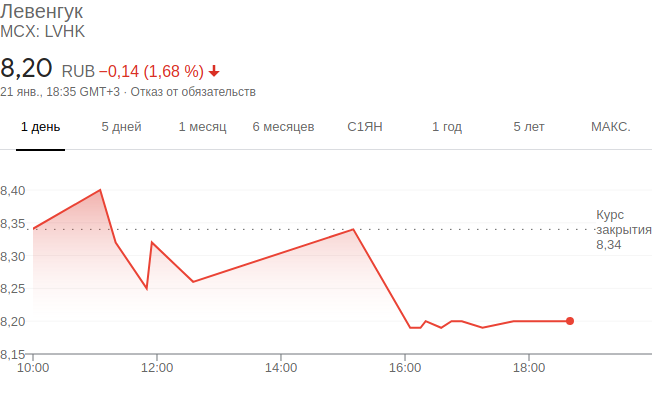 Левенгук
MCX: LVHK
8,20 RUB −0,14 (1,68 %)
21 янв., 18:35 GMT+3 · Отказ от обязательств
1 день 5 дней 1 месяц 6 месяцев С1ЯН 1 год 5 лет МАКС.
8,40
8,35
8,30
8,25
8,20
8,15
Курс
закрытия
8,34
10:00 12:00 14:00 16:00 18:00